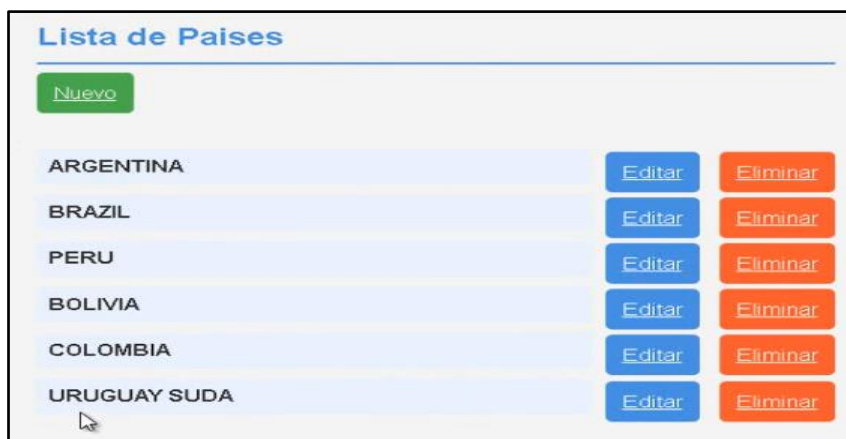 Lista de Paises
Nuevo
ARGENTINA Editar Eliminar
BRAZIL Editar Eliminar
PERU Editar Eliminar
BOLIVIA Editar Eliminar
COLOMBIA Editar Eliminar
URUGUAY SUDA Editar Eliminar